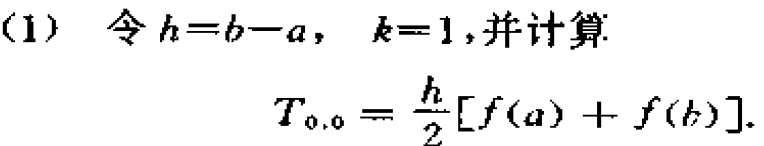 (1) 令 h=b-a, k=1,并计算
T₀,₀ = h/2 [f(a) + f(b)].